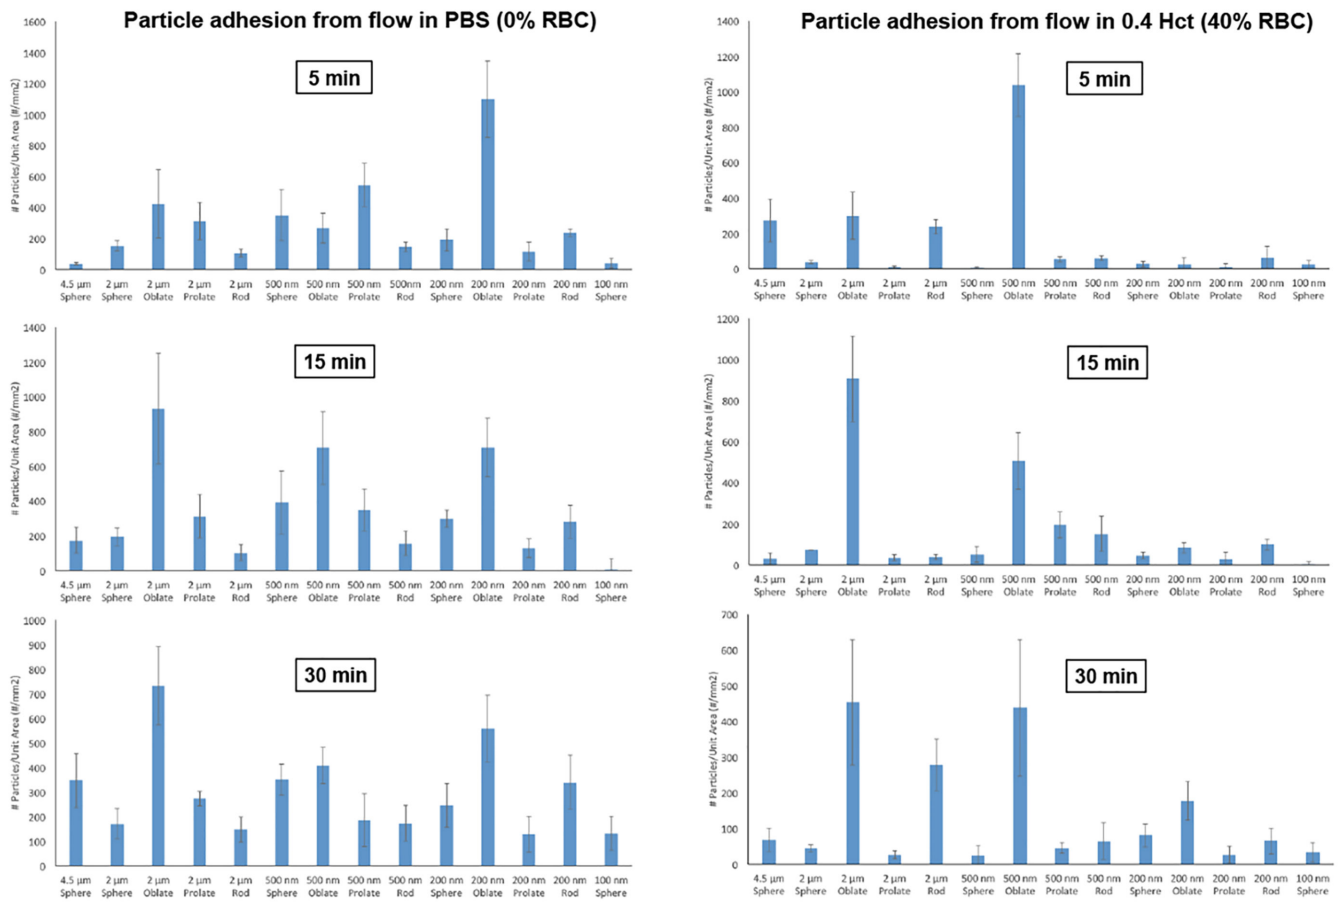 Particle adhesion from flow in PBS (0% RBC)
5 min
# Particles/Unit Area (#/mm2)
1600
1400
1200
1000
800
600
400
200
0
4.5 µm 2 µm 2 µm 2 µm 2 µm 500 nm 500 nm 500 nm 500nm 200 nm 200 nm 200 nm 200 nm 100 nm
Sphere Sphere Oblate Prolate Rod Sphere Oblate Prolate Rod Sphere Oblate Prolate Rod Sphere
15 min
# Particles/Unit Area (#/mm2)
1400
1200
1000
800
600
400
200
0
4.5 µm 2 µm 2 µm 2 µm 2 µm 500 nm 500 nm 500 nm 500 nm 200 nm 200 nm 200 nm 200 nm 100 nm
Sphere Sphere Oblate Prolate Rod Sphere Oblate Prolate Rod Sphere Oblate Prolate Rod Sphere
30 min
# Particles/Unit Area (#/mm2)
1000
900
800
700
600
500
400
300
200
100
0
4.5 µm 2 µm 2 µm 2 µm 2 µm 500 nm 500 nm 500 nm 500 nm 200 nm 200 nm 200 nm 200 nm 100 nm
Sphere Sphere Oblate Prolate Rod Sphere Oblate Prolate Rod Sphere Oblate Prolate Rod Sphere
Particle adhesion from flow in 0.4 Hct (40% RBC)
5 min
# Particles/Unit Area (#/mm2)
1400
1200
1000
800
600
400
200
0
4.5 µm 2 µm 2 µm 2 µm 2 µm 500 nm 500 nm 500 nm 500 nm 200 nm 200 nm 200 nm 200 nm 100 nm
Sphere Sphere Oblate Prolate Rod Sphere Oblate Prolate Rod Sphere Oblate Prolate Rod Sphere
15 min
# Particles/Unit Area (#/mm2)
1200
1000
800
600
400
200
0
4.5 µm 2 µm 2 µm 2 µm 2 µm 500 nm 500 nm 500 nm 500 nm 200 nm 200 nm 200 nm 200 nm 100 nm
Sphere Sphere Oblate Prolate Rod Sphere Oblate Prolate Rod Sphere Oblate Prolate Rod Sphere
30 min
# Particles/Unit Area (#/mm2)
700
600
500
400
300
200
100
0
4.5 µm 2 µm 2 µm 2 µm 2 µm 500 nm 500 nm 500 nm 500 nm 200 nm 200 nm 200 nm 200 nm 100 nm
Sphere Sphere Oblate Prolate Rod Sphere Oblate Prolate Rod Sphere Oblate Prolate Rod Sphere